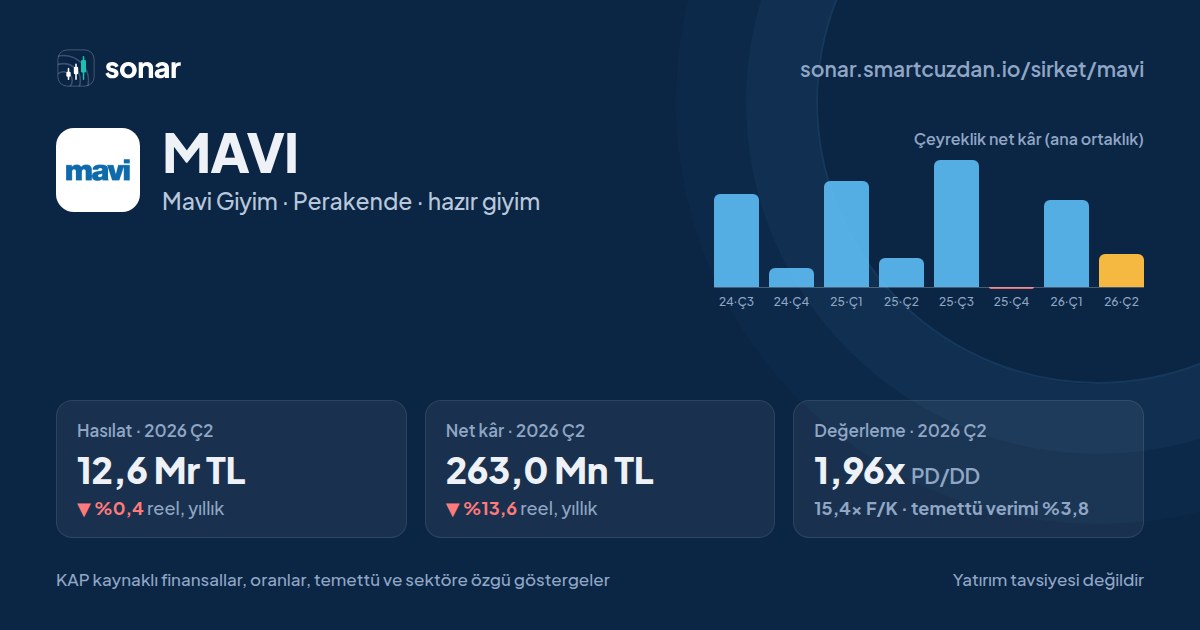 sonar
sonar.smartcuzdan.io/sirket/mavi
mavi
MAVI
Mavi Giyim · Perakende · hazır giyim
Çeyreklik net kâr (ana ortaklık)
24·Ç3 24·Ç4 25·Ç1 25·Ç2 25·Ç3 25·Ç4 26·Ç1 26·Ç2
Hasılat · 2026 Ç2
12,6 Mr TL
▼ %0,4 reel, yıllık
Net kâr · 2026 Ç2
263,0 Mn TL
▼ %13,6 reel, yıllık
Değerleme · 2026 Ç2
1,96x PD/DD
15,4× F/K · temettü verimi %3,8
KAP kaynaklı finansallar, oranlar, temettü ve sektöre özgü göstergeler
Yatırım tavsiyesi değildir